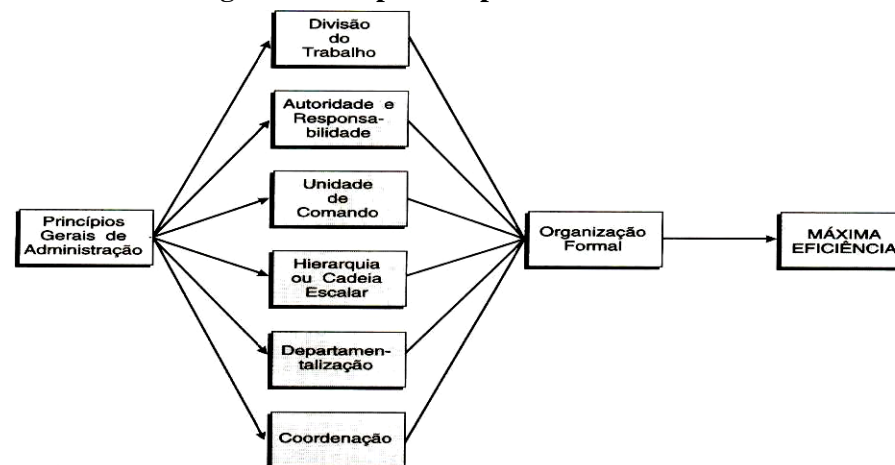 Divisão
do
Trabalho
Autoridade e
Responsa-
bilidade
Unidade
de
Comando
Princípios
Gerais de
Administração
Hierarquia
ou Cadeia
Escalar
Departamen-
talização
Coordenação
Organização
Formal
MÁXIMA
EFICIÊNCIA